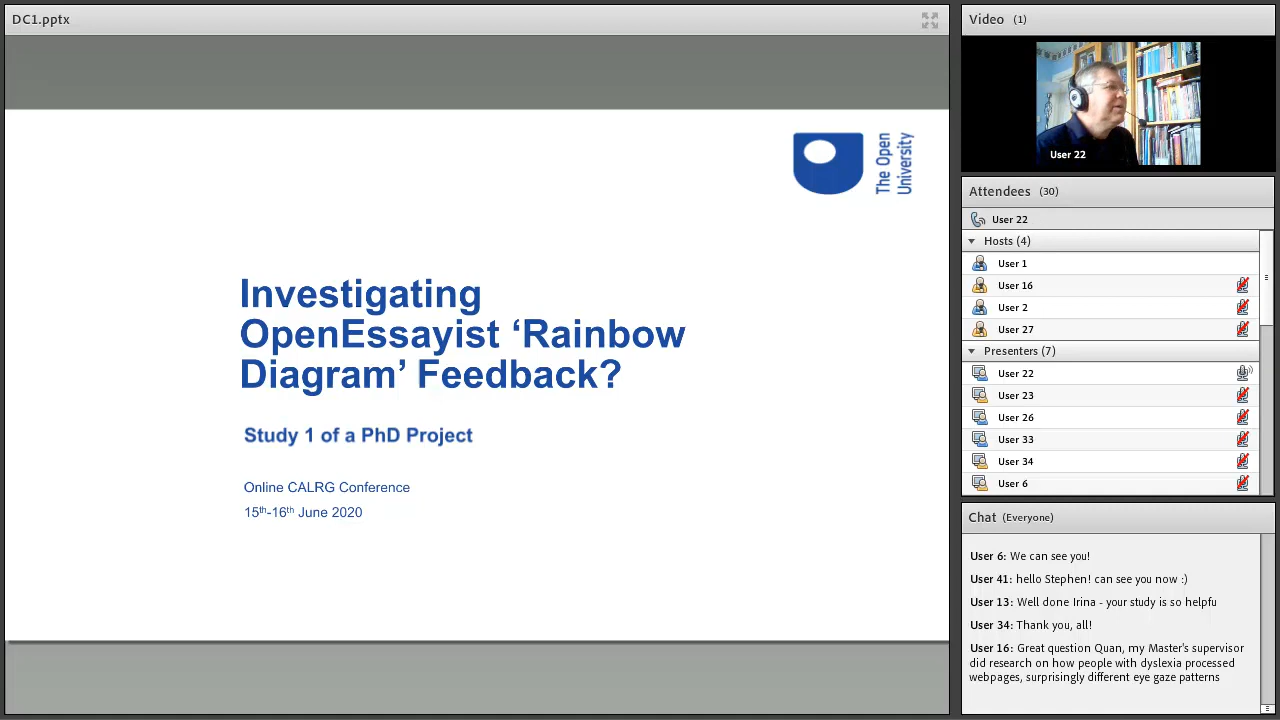 DC1.pptx
The Open
University
Investigating
OpenEssayist ‘Rainbow
Diagram’ Feedback?
Study 1 of a PhD Project
Online CALRG Conference
15th-16th June 2020
Video (1)
User 22
Attendees (30)
User 22
Hosts (4)
User 1
User 16
User 2
User 27
Presenters (7)
User 22
User 23
User 26
User 33
User 34
User 6
Chat (Everyone)
User 6: We can see you!
User 41: hello Stephen! can see you now :)
User 13: Well done Irina - your study is so helpfu
User 34: Thank you, all!
User 16: Great question Quan, my Master's supervisor
did research on how people with dyslexia processed
webpages, surprisingly different eye gaze patterns